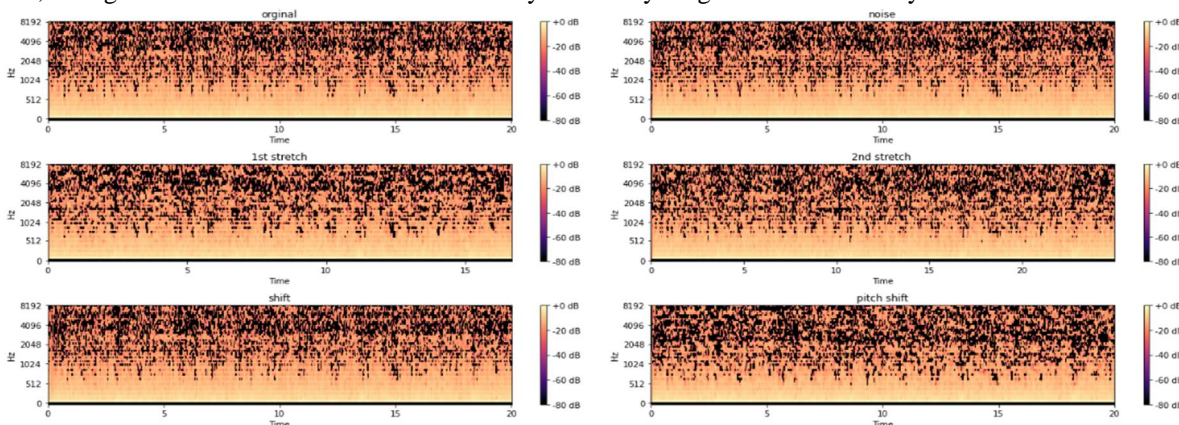 orginal
8192
4096
2048
1024
512
0
Hz
0 5 10 15 20
Time
+0 dB
-20 dB
-40 dB
-60 dB
-80 dB
noise
8192
4096
2048
1024
512
0
Hz
0 5 10 15 20
Time
+0 dB
-20 dB
-40 dB
-60 dB
-80 dB
1st stretch
8192
4096
2048
1024
512
0
Hz
0 5 10 15
Time
+0 dB
-20 dB
-40 dB
-60 dB
-80 dB
2nd stretch
8192
4096
2048
1024
512
0
Hz
0 5 10 15 20
Time
+0 dB
-20 dB
-40 dB
-60 dB
-80 dB
shift
8192
4096
2048
1024
512
0
Hz
0 5 10 15 20
Time
+0 dB
-20 dB
-40 dB
-60 dB
-80 dB
pitch shift
8192
4096
2048
1024
512
0
Hz
0 5 10 15 20
Time
+0 dB
-20 dB
-40 dB
-60 dB
-80 dB